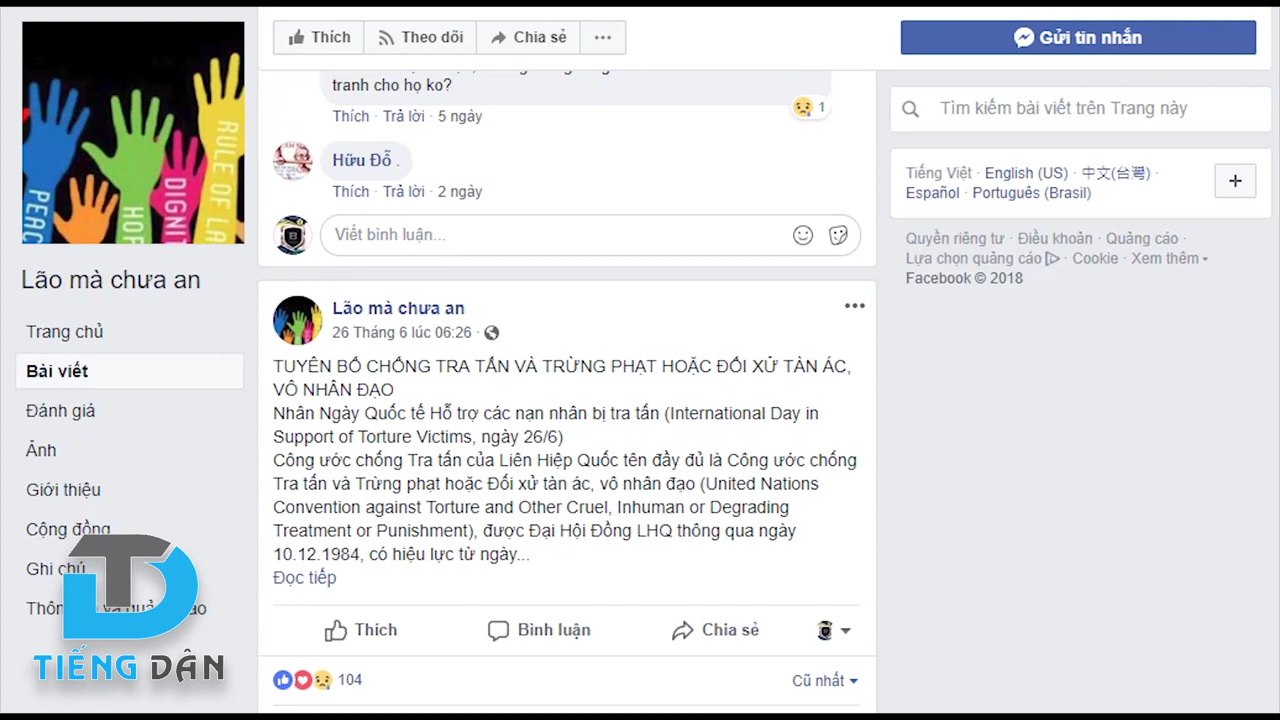 Thích
Theo dõi
Chia sẻ
Gửi tin nhắn
PEAC
HOP
DIGNIT
RULE OF LA
Lão mà chưa an
Trang chủ
Bài viết
Đánh giá
Ảnh
Giới thiệu
Cộng đồng
Ghi chú
TIẾNG DÂN
tranh cho họ ko?
1
Thích · Trả lời · 5 ngày
Hữu Đỗ .
Thích · Trả lời · 2 ngày
Viết bình luận...
Lão mà chưa an
26 Tháng 6 lúc 06:26 ·
TUYÊN BỐ CHỐNG TRA TẤN VÀ TRỪNG PHẠT HOẶC ĐỐI XỬ TÀN ÁC,
VÔ NHÂN ĐẠO
Nhân Ngày Quốc tế Hỗ trợ các nạn nhân bị tra tấn (International Day in
Support of Torture Victims, ngày 26/6)
Công ước chống Tra tấn của Liên Hiệp Quốc tên đầy đủ là Công ước chống
Tra tấn và Trừng phạt hoặc Đối xử tàn ác, vô nhân đạo (United Nations
Convention against Torture and Other Cruel, Inhuman or Degrading
Treatment or Punishment), được Đại Hội Đồng LHQ thông qua ngày
10.12.1984, có hiệu lực từ ngày...
Đọc tiếp
Thích
Bình luận
Chia sẻ
104
Cũ nhất
Tìm kiếm bài viết trên Trang này
Tiếng Việt · English (US) · 中文(台灣) ·
Español · Português (Brasil)
Quyền riêng tư · Điều khoản · Quảng cáo ·
Lựa chọn quảng cáo · Cookie · Xem thêm
Facebook © 2018